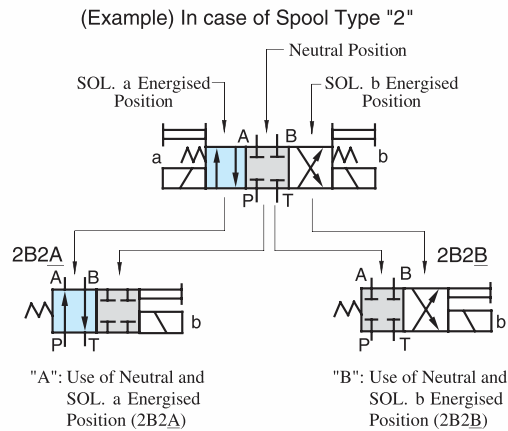 (Example) In case of Spool Type "2"
Neutral Position
SOL. a Energised
Position
SOL. b Energised
Position
A
B
a
b
P
T
2B2A
A
B
b
P
T
2B2B
A
B
b
P
T
"A": Use of Neutral and
SOL. a Energised
Position (2B2A)
"B": Use of Neutral and
SOL. b Energised
Position (2B2B)